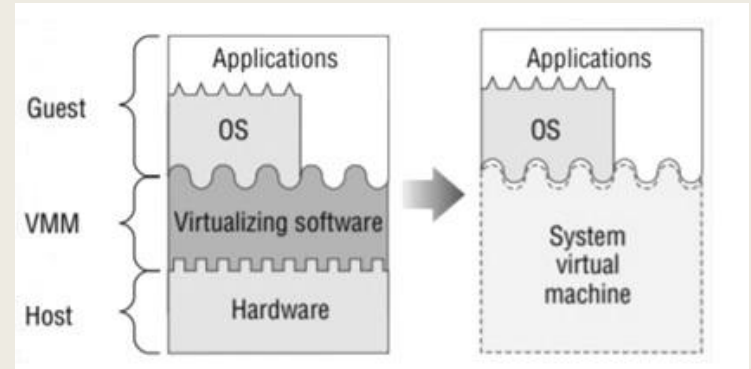 Guest
VMM
Host
Applications
OS
Virtualizing software
Hardware
Applications
OS
System
virtual
machine